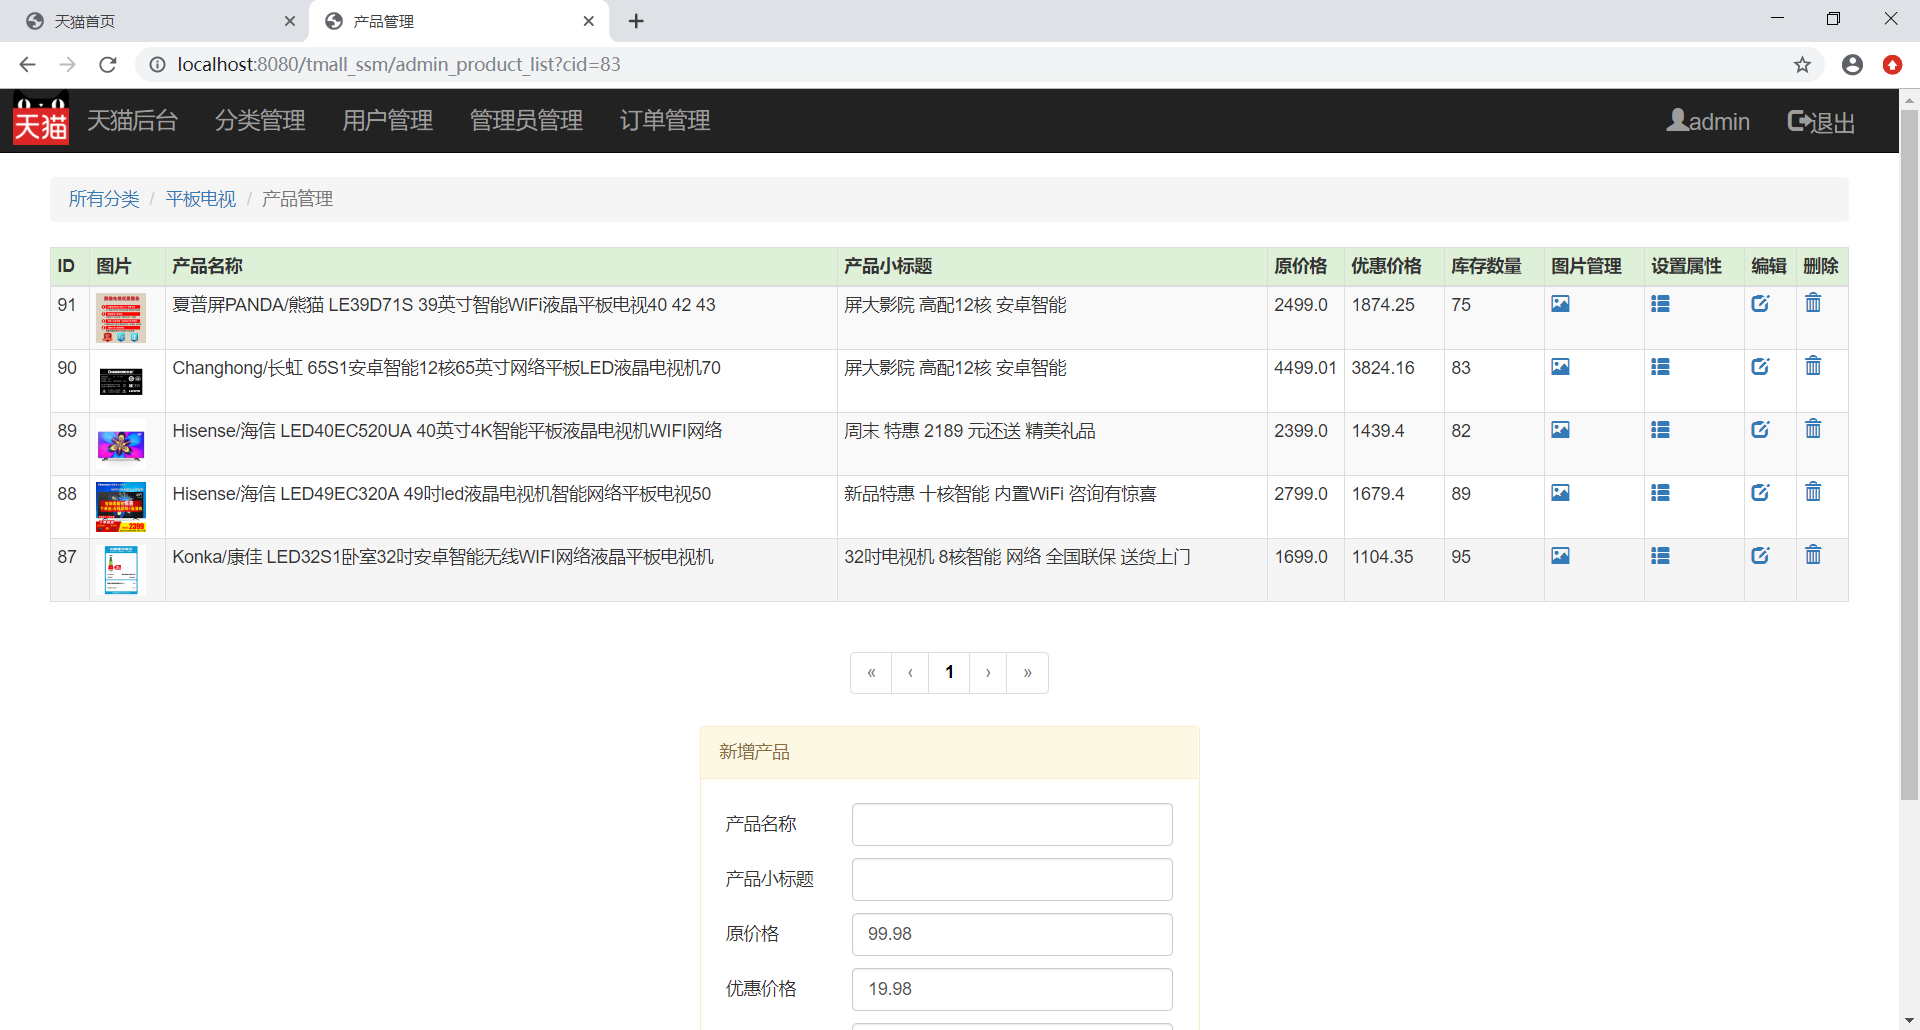 天猫首页
产品管理
localhost:8080/tmall_ssm/admin_product_list?cid=83
天猫 天猫后台 分类管理 用户管理 管理员管理 订单管理 admin 退出
所有分类 / 平板电视 / 产品管理
ID 图片 产品名称 产品小标题 原价格 优惠价格 库存数量 图片管理 设置属性 编辑 删除
91 夏普屏PANDA/熊猫 LE39D71S 39英寸智能WiFi液晶平板电视40 42 43 屏大影院 高配12核 安卓智能 2499.0 1874.25 75
90 Changhong/长虹 65S1安卓智能12核65英寸网络平板LED液晶电视机70 屏大影院 高配12核 安卓智能 4499.01 3824.16 83
89 Hisense/海信 LED40EC520UA 40英寸4K智能平板液晶电视机WIFI网络 周末 特惠 2189 元还送 精美礼品 2399.0 1439.4 82
88 Hisense/海信 LED49EC320A 49吋led液晶电视机智能网络平板电视50 新品特惠 十核智能 内置WiFi 咨询有惊喜 2799.0 1679.4 89
87 Konka/康佳 LED32S1卧室32吋安卓智能无线WIFI网络液晶平板电视机 32吋电视机 8核智能 网络 全国联保 送货上门 1699.0 1104.35 95
« ‹ 1 › »
新增产品
产品名称
产品小标题
原价格 99.98
优惠价格 19.98